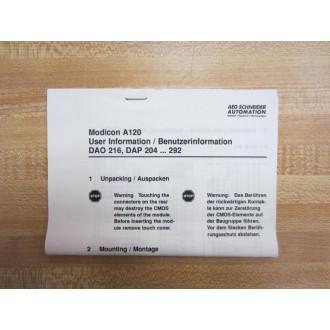 AEG SCHNEIDER
AUTOMATION
Modicon A120
User Information / Benutzerinformation
DAO 216, DAP 204 ... 292
1 Unpacking / Auspacken
STOP
Warning Touching the
connectors on the rear
may destroy the CMOS
elements of the module.
Before inserting the mod-
ule remove touch cover.
STOP
Warnung: Das Berühren
der rückwärtigen Kontak-
te kann zur Zerstörung
der CMOS-Elemente auf
der Baugruppe führen.
Vor dem Stecken Berüh-
rungsschutz abziehen.
2 Mounting / Montage